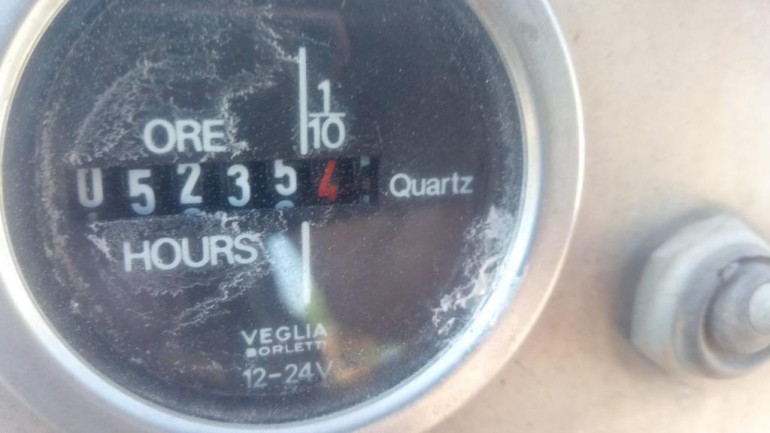 1
10
ORE
052354
Quartz
HOURS
VEGLIA
BORLETTI
12-24V